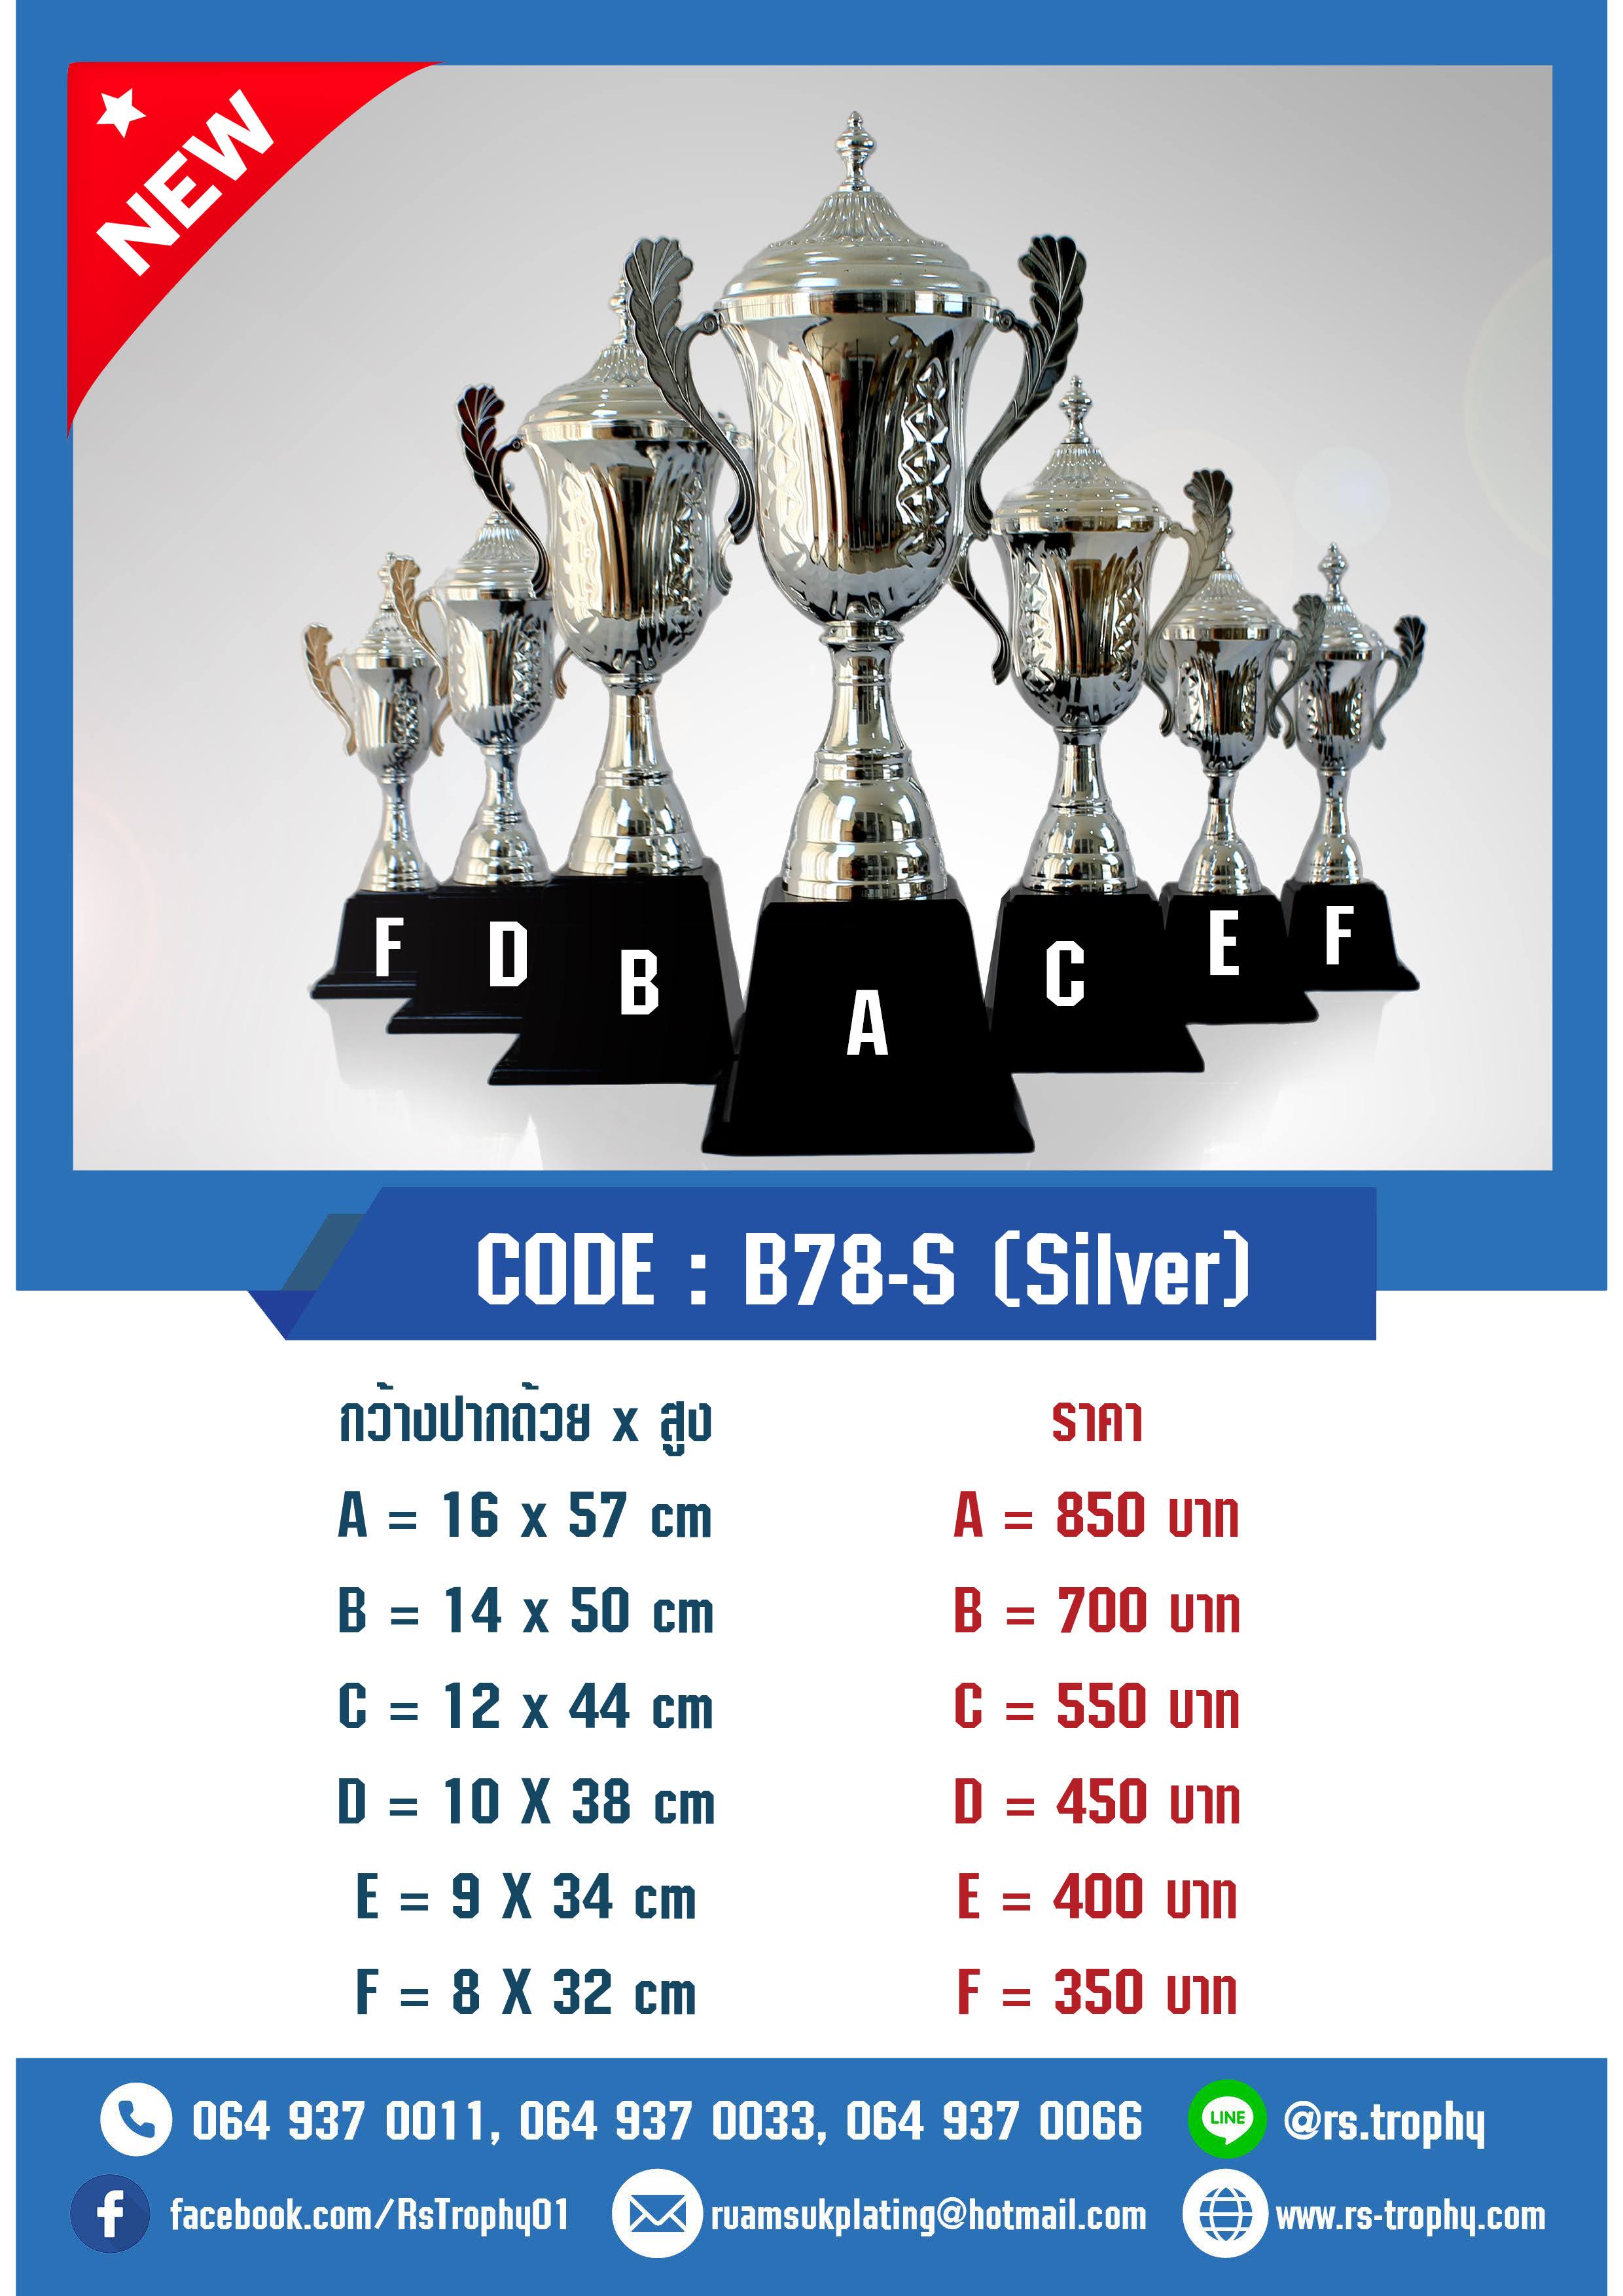 NEW
F D B A C E F
CODE : B78-S (Silver)
กว้างปากถ้วย x สูง
ราคา
A = 16 x 57 cm
A = 850 บาท
B = 14 x 50 cm
B = 700 บาท
C = 12 x 44 cm
C = 550 บาท
D = 10 X 38 cm
D = 450 บาท
E = 9 X 34 cm
E = 400 บาท
F = 8 X 32 cm
F = 350 บาท
064 937 0011, 064 937 0033, 064 937 0066
LINE @rs.trophy
facebook.com/RsTrophy01
ruamsukplating@hotmail.com
www.rs-trophy.com